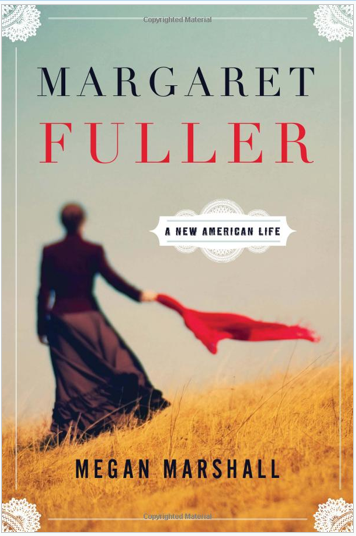 Copyrighted Material
MARGARET
FULLER
A NEW AMERICAN LIFE
MEGAN MARSHALL
Copyrighted Material